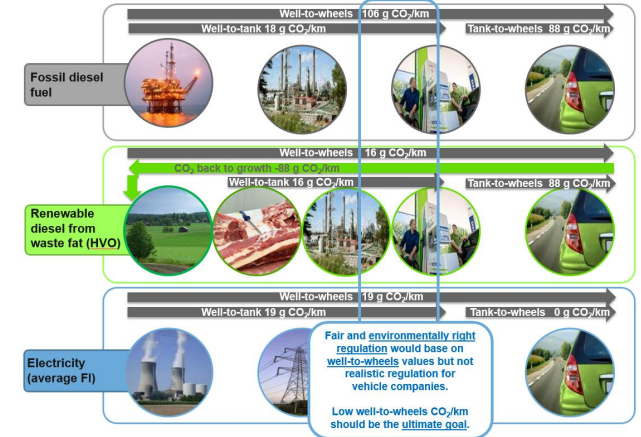 Well-to-wheels 106 g CO₂/km
Well-to-tank 18 g CO₂/km
Tank-to-wheels 88 g CO₂/km
Fossil diesel
fuel
Well-to-wheels 16 g CO₂/km
CO₂ back to growth -88 g CO₂/km
Well-to-tank 16 g CO₂/km
Tank-to-wheels 88 g CO₂/km
Renewable
diesel from
waste fat (HVO)
Well-to-wheels 19 g CO₂/km
Well-to-tank 19 g CO₂/km
Tank-to-wheels 0 g CO₂/km
Electricity
(average FI)
Fair and environmentally right
regulation would base on
well-to-wheels values but not
realistic regulation for
vehicle companies.
Low well-to-wheels CO₂/km
should be the ultimate goal.